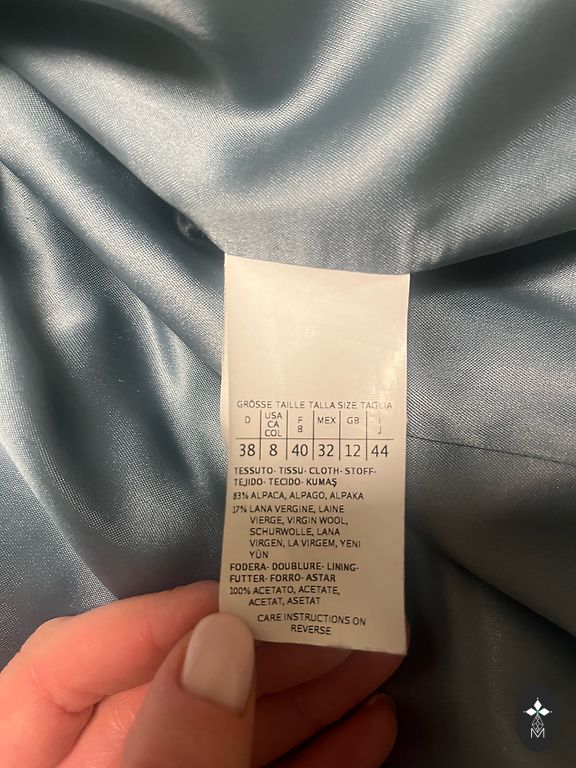 GRÖSSE TAILLE TALLA SIZE TAGLIA
D USA CA COL F B MEX GB I J
38 8 40 32 12 44
TESSUTO- TISSU- CLOTH- STOFF-
TEJIDO- TECIDO- KUMAŞ
83% ALPACA, ALPAGO, ALPAKA
17% LANA VERGINE, LAINE
VIERGE, VIRGIN WOOL,
SCHURWOLLE, LANA
VIRGEN, LA VIRGEM, YENI
YÜN
FODERA- DOUBLURE- LINING-
FUTTER- FORRO- ASTAR
100% ACETATO, ACETATE,
ACETAT, ASETAT
CARE INSTRUCTIONS ON
REVERSE
M